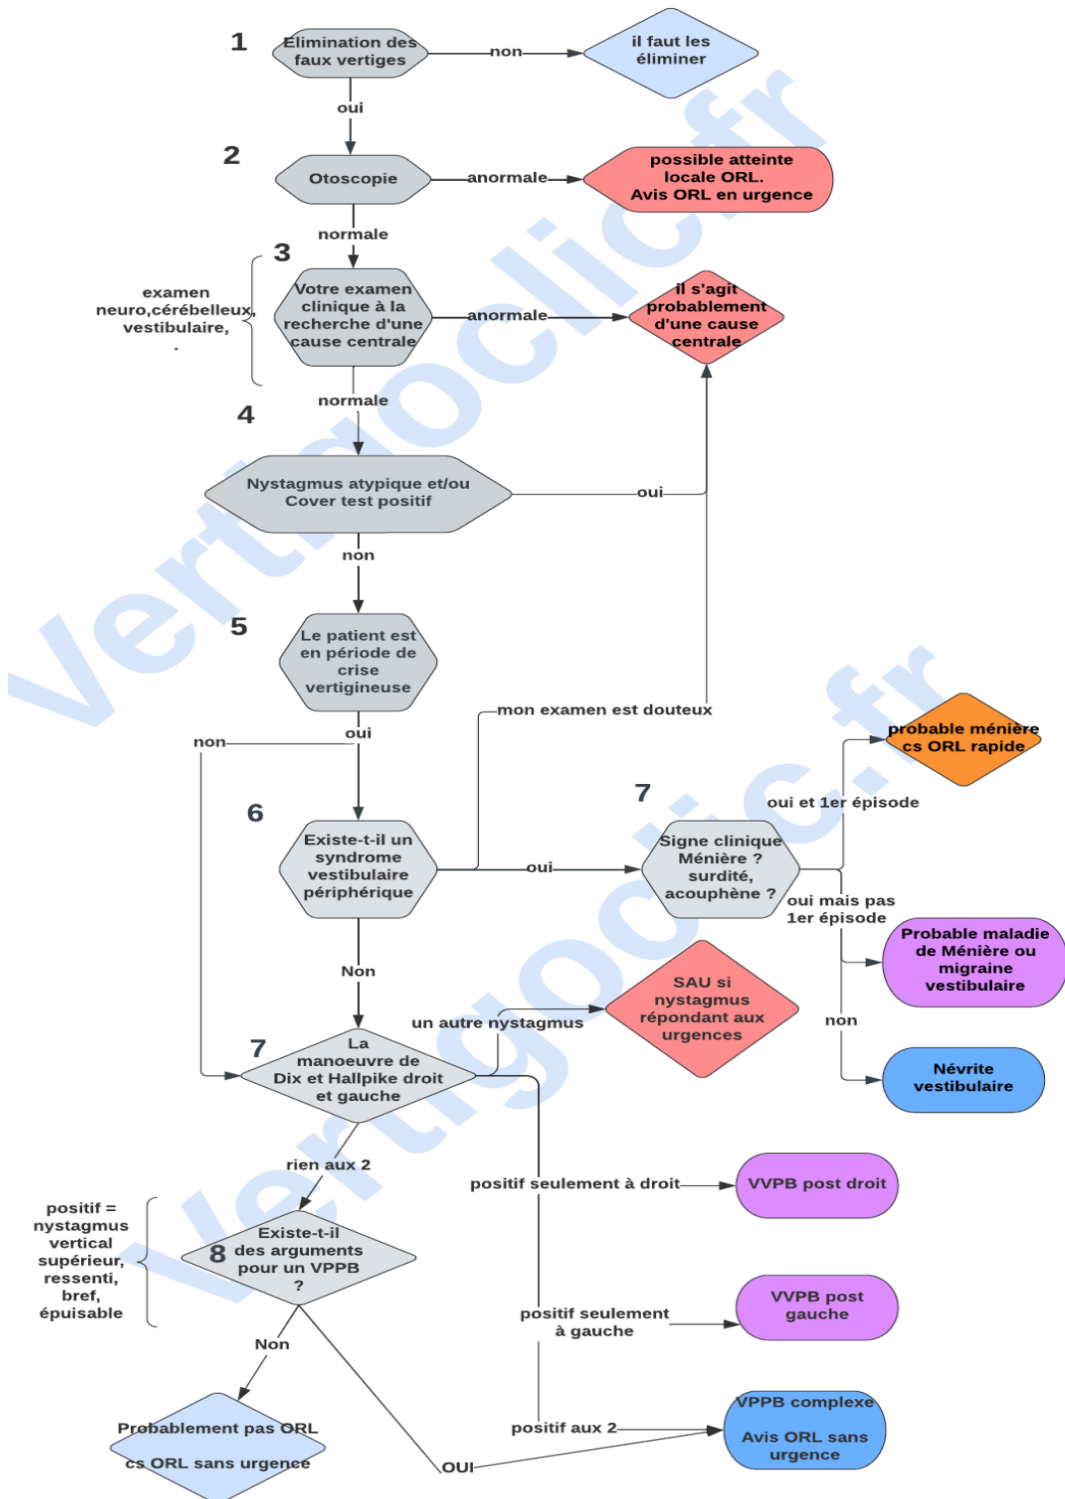 1
Elimination des
faux vertiges
non
il faut les
éliminer
oui
2
Otoscopie
anormale
possible atteinte
locale ORL.
Avis ORL en urgence
normale
3
examen
neuro,cérébelleux,
vestibulaire,
.
Votre examen
clinique à la
recherche d'une
cause centrale
anormale
il s'agit
probablement
d'une cause
centrale
normale
4
Nystagmus atypique et/ou
Cover test positif
oui
non
5
Le patient est
en période de
crise
vertigineuse
oui
non
mon examen est douteux
6
Existe-t-il un
syndrome
vestibulaire
périphérique
oui
7
Signe clinique
Ménière ?
surdité,
acouphène ?
oui et 1er épisode
probable ménière
cs ORL rapide
oui mais pas
1er épisode
Probable maladie
de Ménière ou
migraine
vestibulaire
non
Névrite
vestibulaire
Non
7
La
manoeuvre de
Dix et Hallpike droit
et gauche
un autre nystagmus
SAU si
nystagmus
répondant aux
urgences
rien aux 2
positif seulement à droit
VVPB post droit
positif seulement
à gauche
VVPB post
gauche
positif aux 2
VPPB complexe
Avis ORL sans
urgence
positif =
nystagmus
vertical
supérieur,
ressenti,
bref,
épuisable
8
Existe-t-il
des arguments
pour un VPPB
?
Non
OUI
Probablement pas ORL
cs ORL sans urgence
Vertigoclic.fr
Vertigoclic.fr